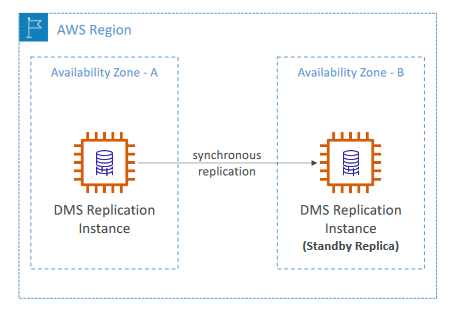 AWS Region
Availability Zone - A
Availability Zone - B
synchronous
replication
DMS Replication
Instance
DMS Replication
Instance
(Standby Replica)